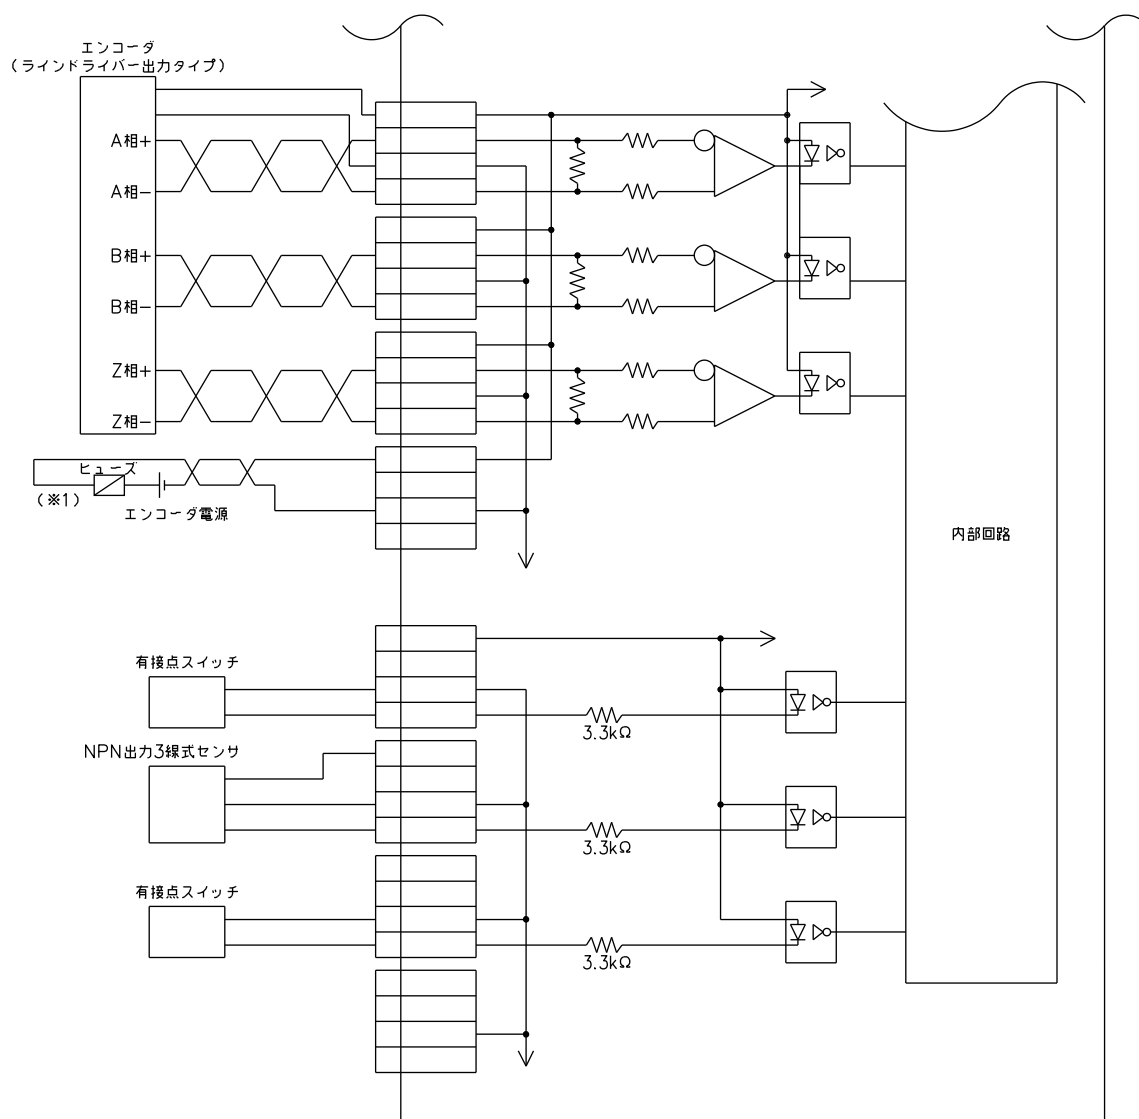 エンコーダ
(ラインドライバー出力タイプ)
A相+
A相−
B相+
B相−
Z相+
Z相−
ヒューズ
(※1)
エンコーダ電源
内部回路
有接点スイッチ
3.3kΩ
NPN出力3線式センサ
3.3kΩ
有接点スイッチ
3.3kΩ